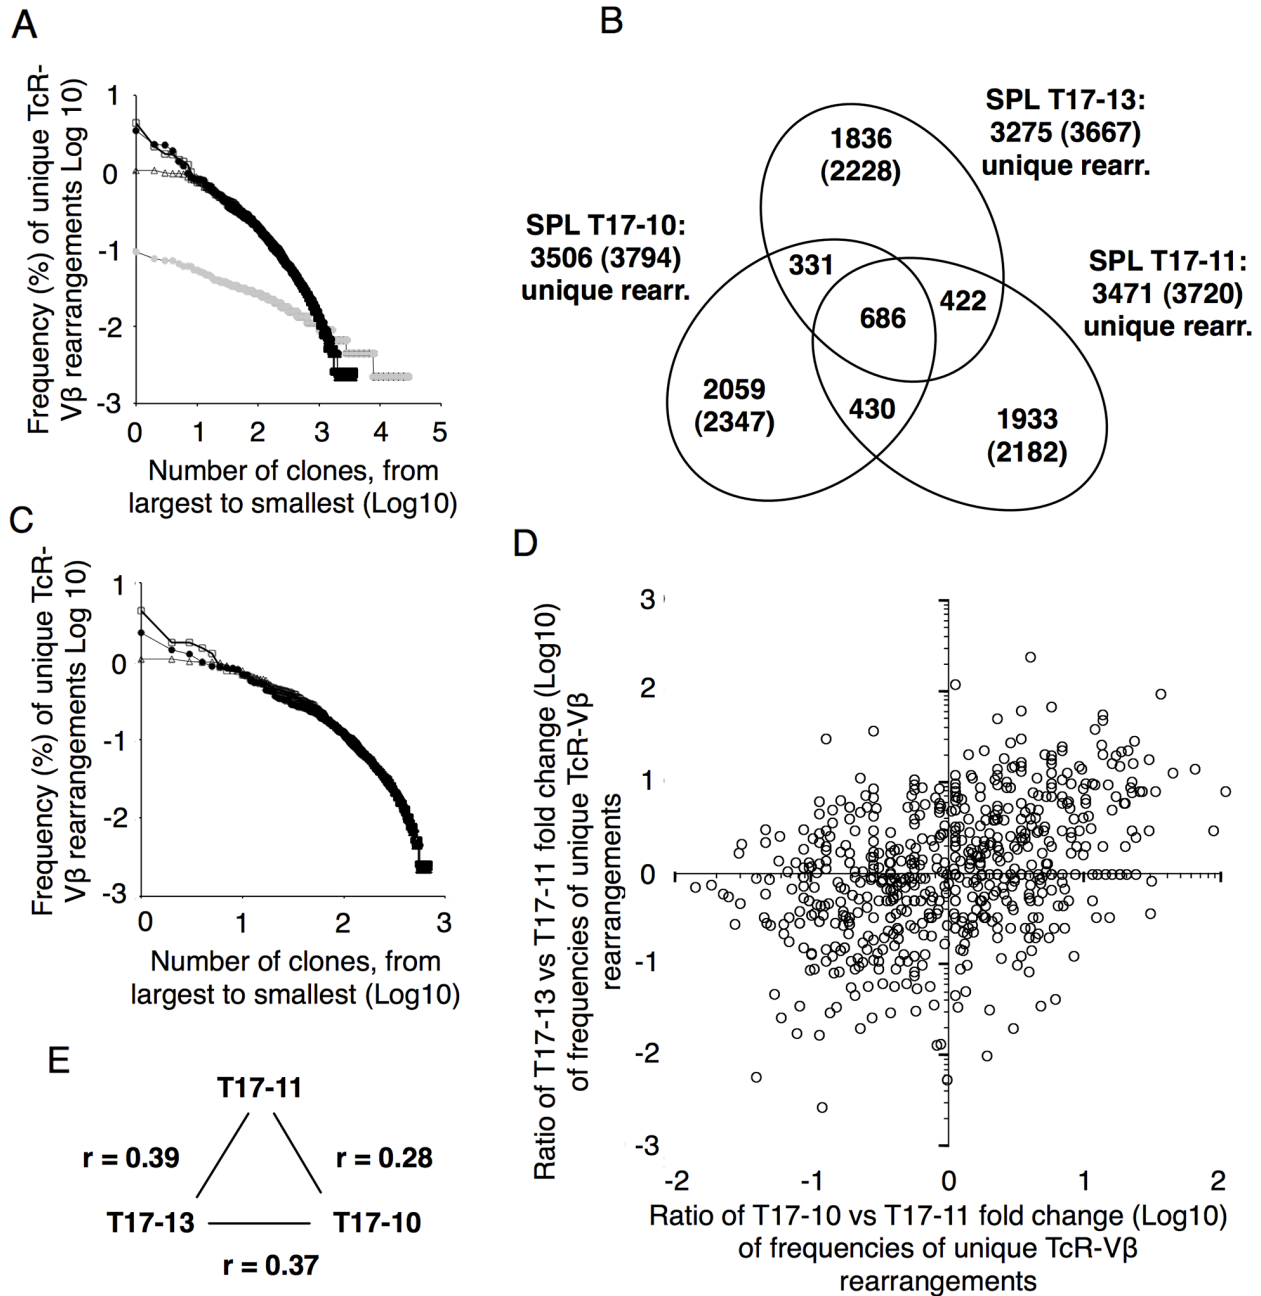 A
Frequency (%) of unique TcR-
Vβ rearrangements Log 10)
1
0
-1
-2
-3
0 1 2 3 4 5
Number of clones, from
largest to smallest (Log10)
B
SPL T17-13:
3275 (3667)
unique rearr.
1836
(2228)
SPL T17-10:
3506 (3794)
unique rearr.
331
SPL T17-11:
3471 (3720)
unique rearr.
422
686
2059
(2347)
430
1933
(2182)
C
Frequency (%) of unique TcR-
Vβ rearrangements Log 10)
1
0
-1
-2
-3
0 1 2 3
Number of clones, from
largest to smallest (Log10)
D
Ratio of T17-13 vs T17-11 fold change (Log10)
of frequencies of unique TcR-Vβ
rearrangements
3
2
1
0
-1
-2
-3
-2 -1 0 1 2
Ratio of T17-10 vs T17-11 fold change (Log10)
of frequencies of unique TcR-Vβ
rearrangements
E
T17-11
r = 0.39 r = 0.28
T17-13 T17-10
r = 0.37